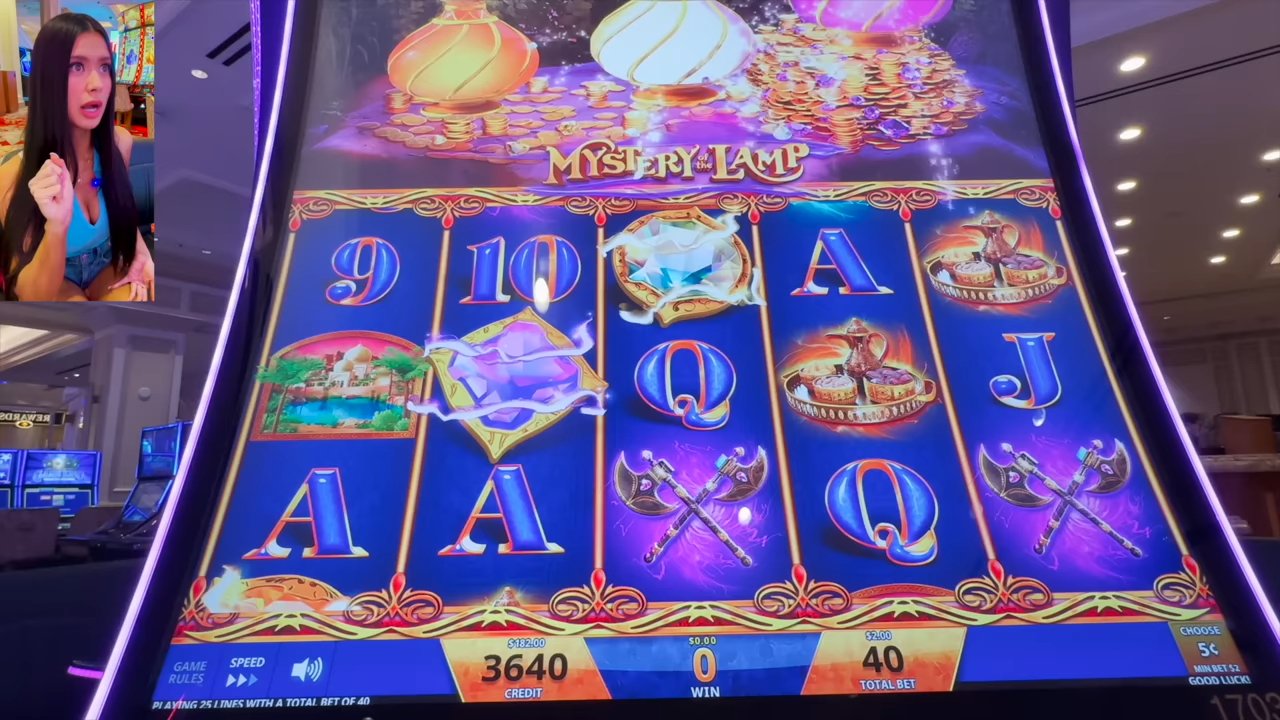 MYSTERY of the LAMP
9
10
A
J
Q
A
A
Q
REWARDS
GAME RULES
SPEED
$182.00
3640
CREDIT
$0.00
0
WIN
$2.00
40
TOTAL BET
CHOOSE
5¢
MIN BET $2
GOOD LUCK!
PLAYING 25 LINES WITH A TOTAL BET OF 40